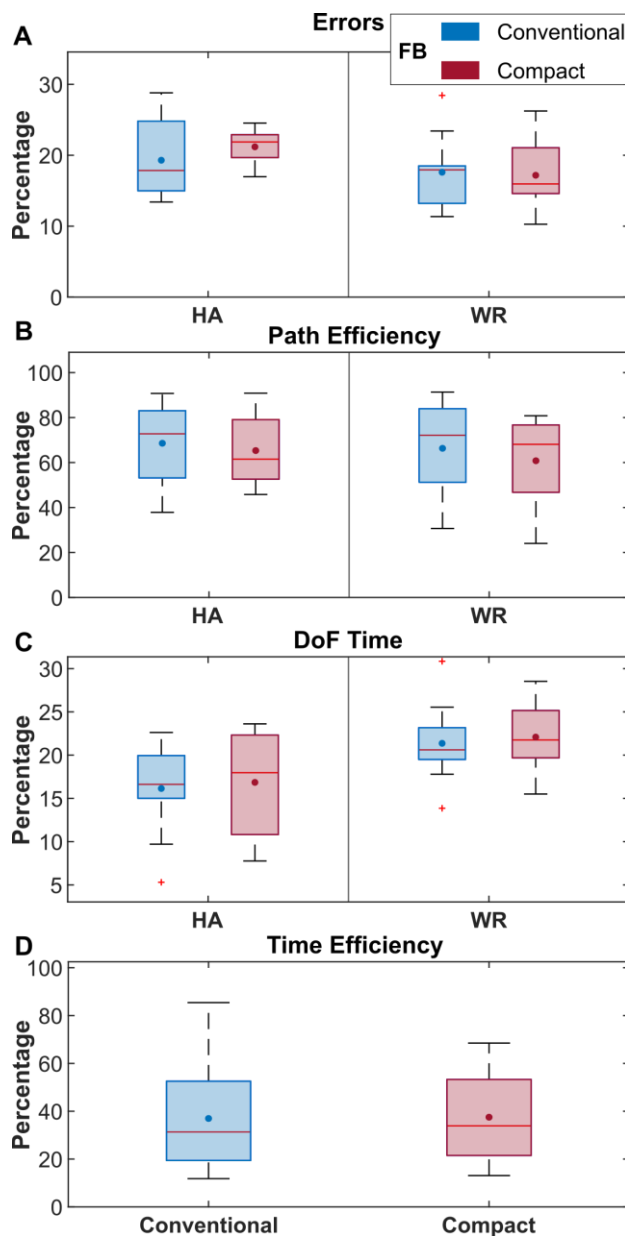 A
Errors
FB
Conventional
Compact
Percentage
30
20
10
0
HA
WR
B
Path Efficiency
Percentage
100
80
60
40
20
0
HA
WR
C
DoF Time
Percentage
30
25
20
15
10
5
HA
WR
D
Time Efficiency
Percentage
100
80
60
40
20
0
Conventional
Compact